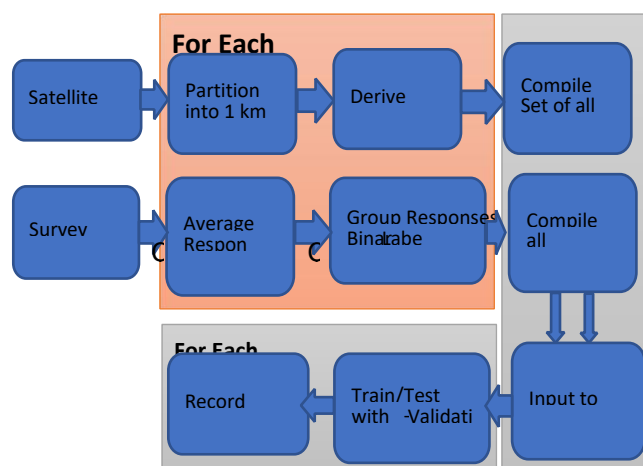 For Each
Satellite
Partition
into 1 km
Derive
Compile
Set of all
Survey
Average
Respon
Group Responses
Binar Labe
Compile
all
For Each
Record
Train/Test
with -Validati
Input to